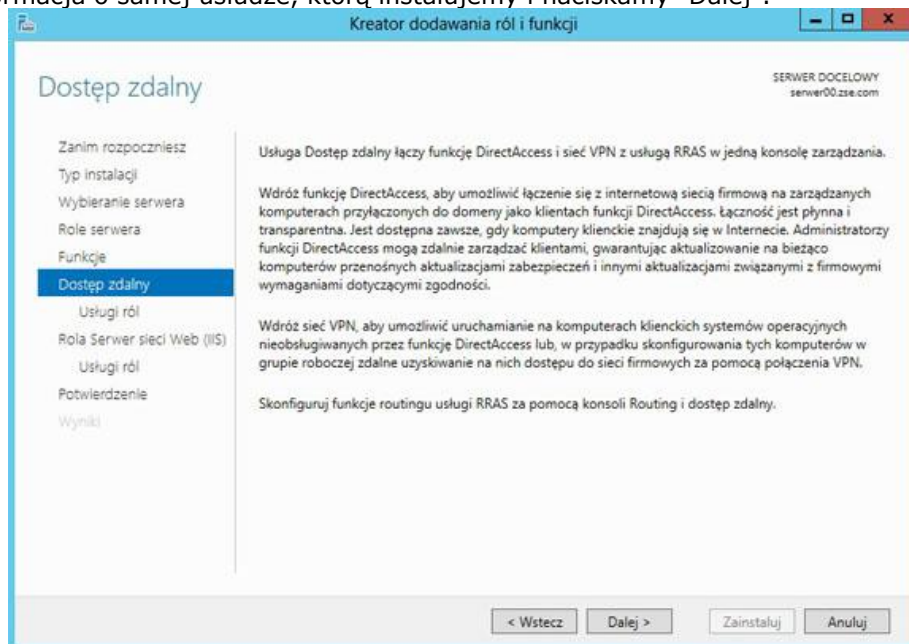 ormacja o samej usłudze, którą instalujemy i naciskamy "Dalej".
Kreator dodawania ról i funkcji
Dostęp zdalny
SERWER DOCELOWY
serwer00.zse.com
Zanim rozpoczniesz
Typ instalacji
Wybieranie serwera
Role serwera
Funkcje
Dostęp zdalny
Usługi ról
Rola Serwer sieci Web (IIS)
Usługi ról
Potwierdzenie
Wyniki
Usługa Dostęp zdalny łączy funkcję DirectAccess i sieć VPN z usługą RRAS w jedną konsolę zarządzania.
Wdróż funkcję DirectAccess, aby umożliwić łączenie się z internetową siecią firmową na zarządzanych
komputerach przyłączonych do domeny jako klientach funkcji DirectAccess. Łączność jest płynna i
transparentna. Jest dostępna zawsze, gdy komputery klienckie znajdują się w Internecie. Administratorzy
funkcji DirectAccess mogą zdalnie zarządzać klientami, gwarantując aktualizowanie na bieżąco
komputerów przenośnych aktualizacjami zabezpieczeń i innymi aktualizacjami związanymi z firmowymi
wymaganiami dotyczącymi zgodności.
Wdróż sieć VPN, aby umożliwić uruchamianie na komputerach klienckich systemów operacyjnych
nieobsługiwanych przez funkcję DirectAccess lub, w przypadku skonfigurowania tych komputerów w
grupie roboczej zdalne uzyskiwanie na nich dostępu do sieci firmowych za pomocą połączenia VPN.
Skonfiguruj funkcje routingu usługi RRAS za pomocą konsoli Routing i dostęp zdalny.
< Wstecz
Dalej >
Zainstaluj
Anuluj